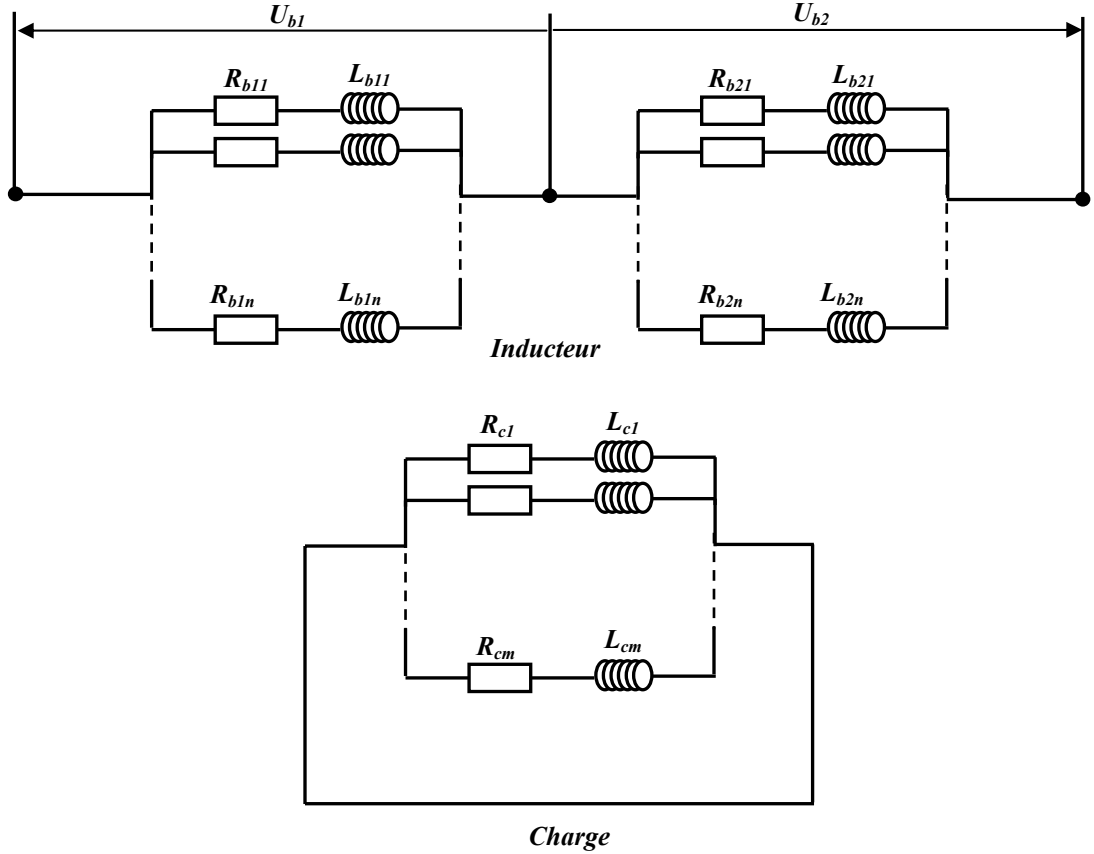 U_b1 U_b2
R_b11 L_b11 R_b21 L_b21
R_b1n L_b1n R_b2n L_b2n
Inducteur
R_c1 L_c1
R_cm L_cm
Charge